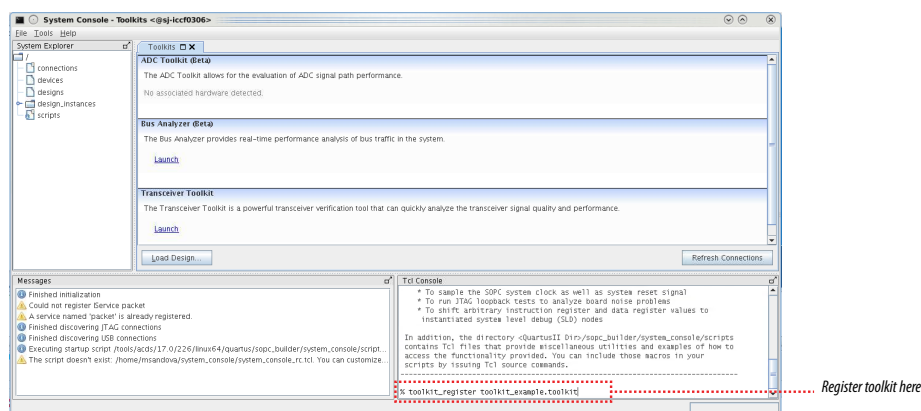 System Console - Toolkits <@sj-iccf0306>
File Tools Help
System Explorer
/
connections
devices
designs
design_instances
scripts
Toolkits
ADC Toolkit (Beta)
The ADC Toolkit allows for the evaluation of ADC signal path performance.
No associated hardware detected.
Bus Analyzer (Beta)
The Bus Analyzer provides real-time performance analysis of bus traffic in the system.
Launch
Transceiver Toolkit
The Transceiver Toolkit is a powerful transceiver verification tool that can quickly analyze the transceiver signal quality and performance.
Launch
Load Design...
Refresh Connections
Messages
Finished initialization
Could not register IService packet
A service named 'packet' is already registered.
Finished discovering JTAG connections
Finished discovering USB connections
Executing startup script /tools/acds/17.0/226/linux64/quartus/sopc_builder/system_console/script...
The script doesn't exist: /home/msandova/system_console/system_console_rc.tcl. You can customize...
Tcl Console
* To sample the SOPC system clock as well as system reset signal
* To run JTAG loopback tests to analyze board noise problems
* To shift arbitrary instruction register and data register values to
instantiated system level debug (SLD) nodes
In addition, the directory <QuartusII Dir>/sopc_builder/system_console/scripts
contains Tcl files that provide miscellaneous utilities and examples of how to
access the functionality provided. You can include those macros in your
scripts by issuing Tcl source commands.
-----------------------------------------------------------------------
% toolkit_register toolkit_example.toolkit
Register toolkit here